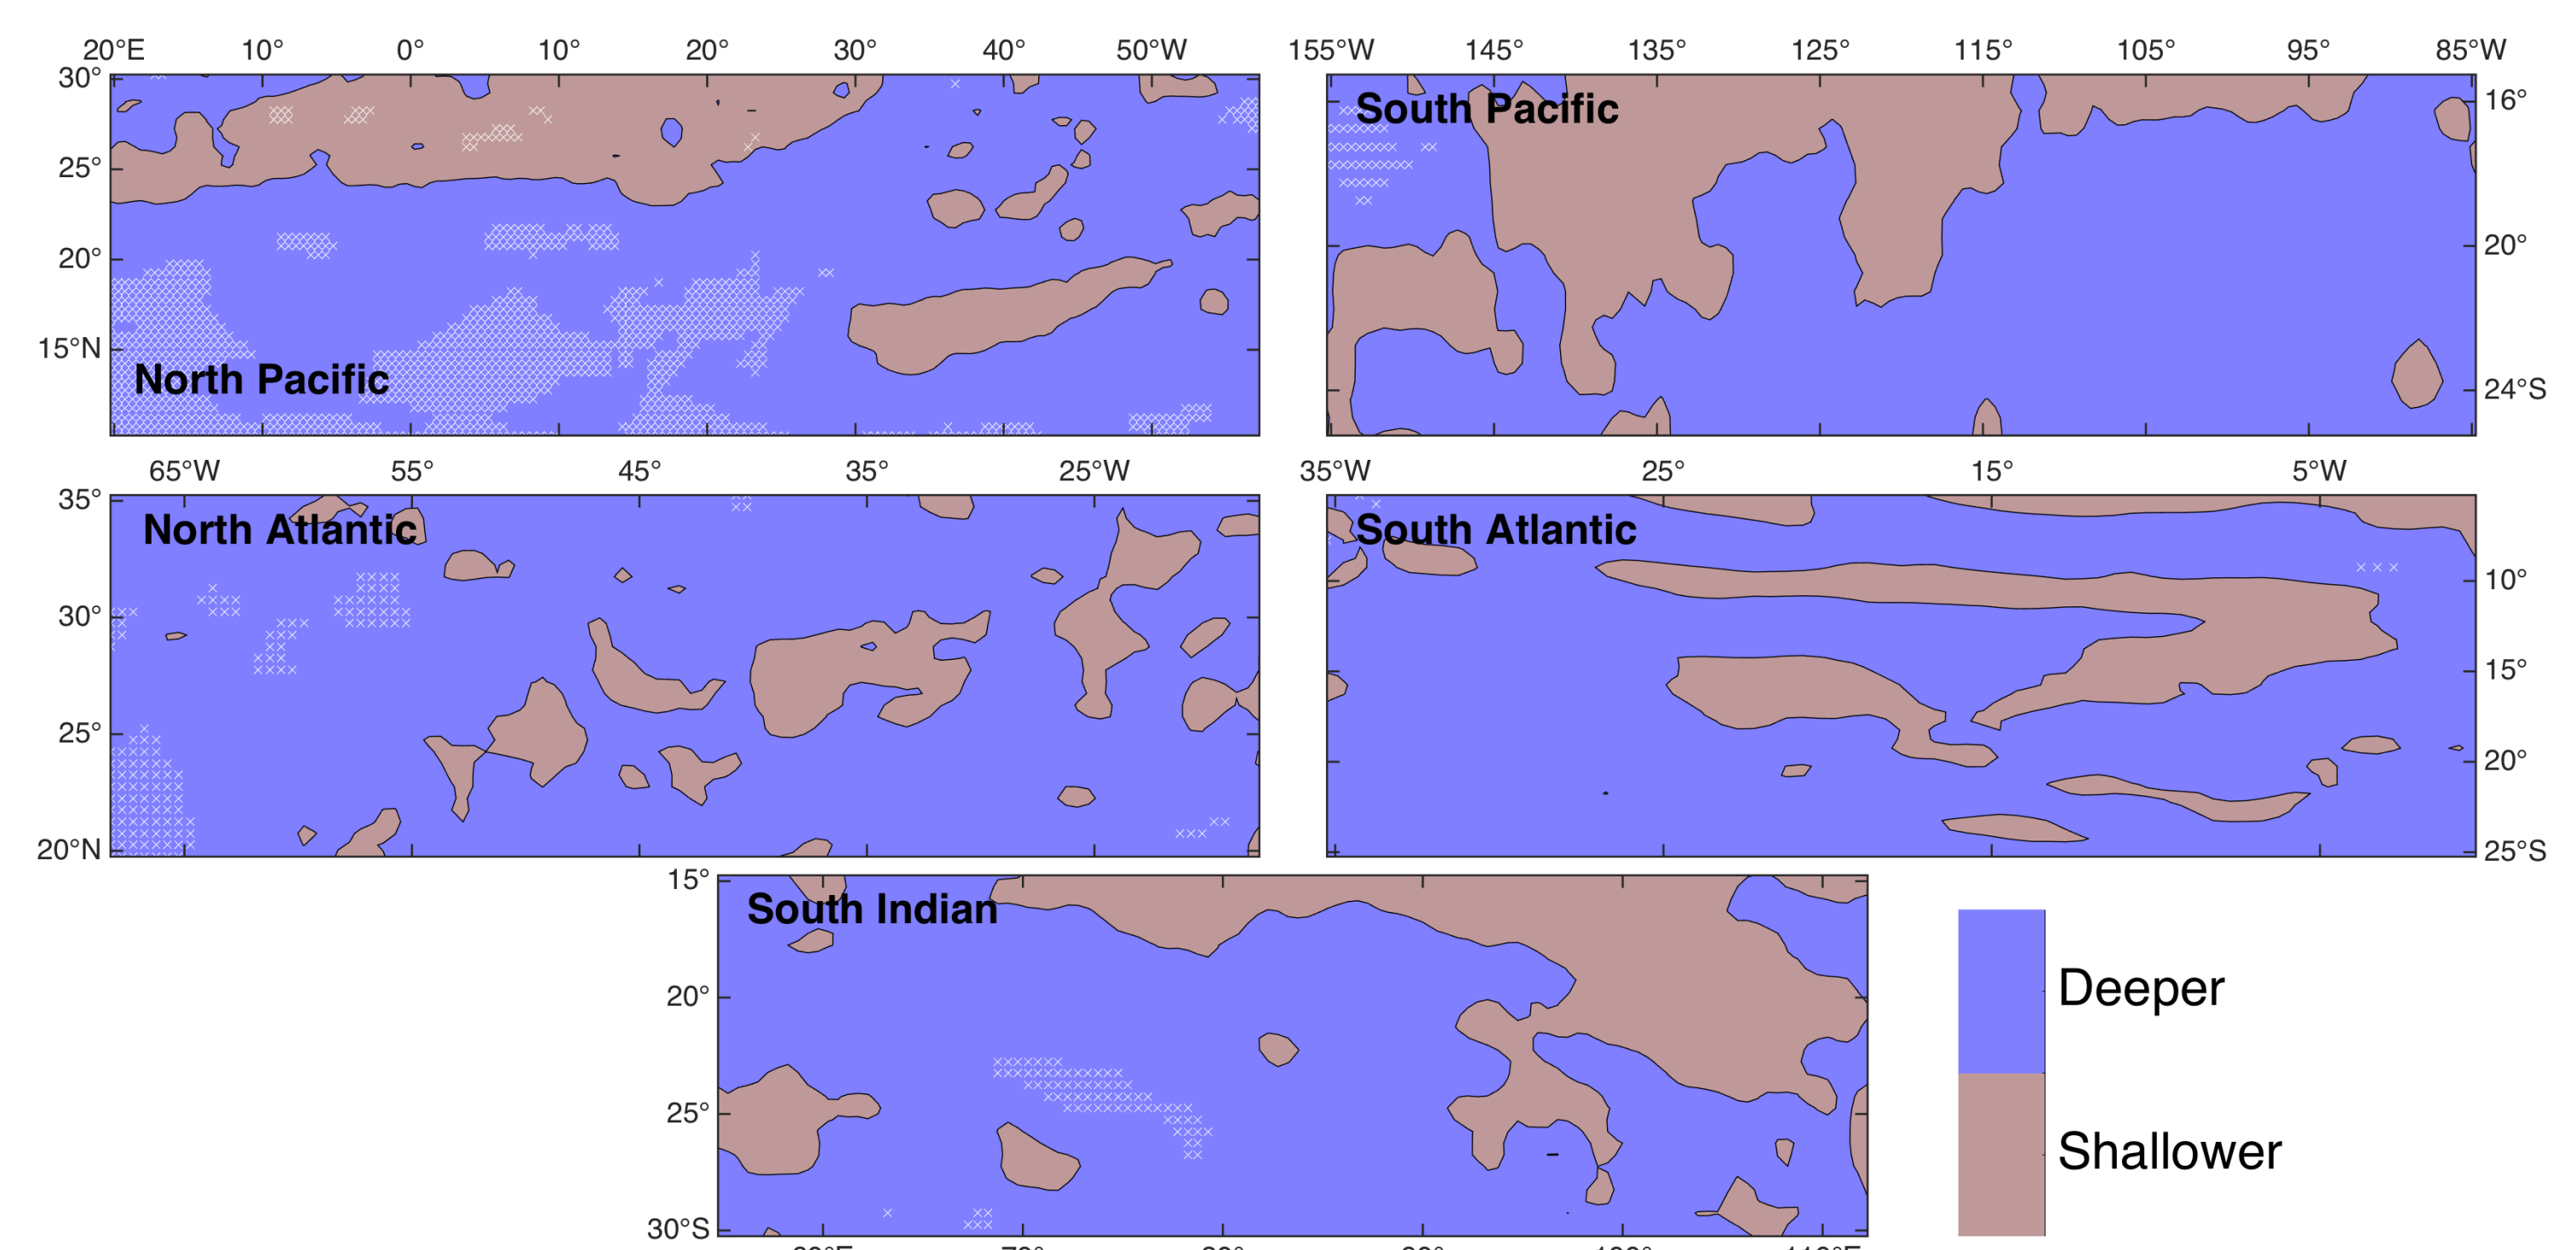 20°E 10° 0° 10° 20° 30° 40° 50°W
155°W 145° 135° 125° 115° 105° 95° 85°W
30°
25°
20°
15°N
North Pacific
South Pacific
16°
20°
24°S
65°W 55° 45° 35° 25°W
35°W 25° 15° 5°W
35°
30°
25°
20°N
North Atlantic
South Atlantic
10°
15°
20°
25°S
15°
20°
25°
30°S
South Indian
Deeper
Shallower